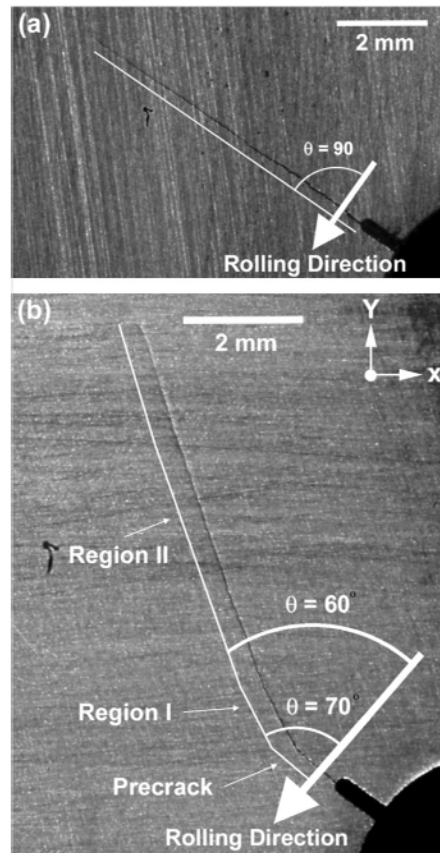 (a)
2 mm
θ = 90
Rolling Direction
(b)
2 mm
Y
x
Region II
θ = 60°
Region I
θ = 70°
Precrack
Rolling Direction